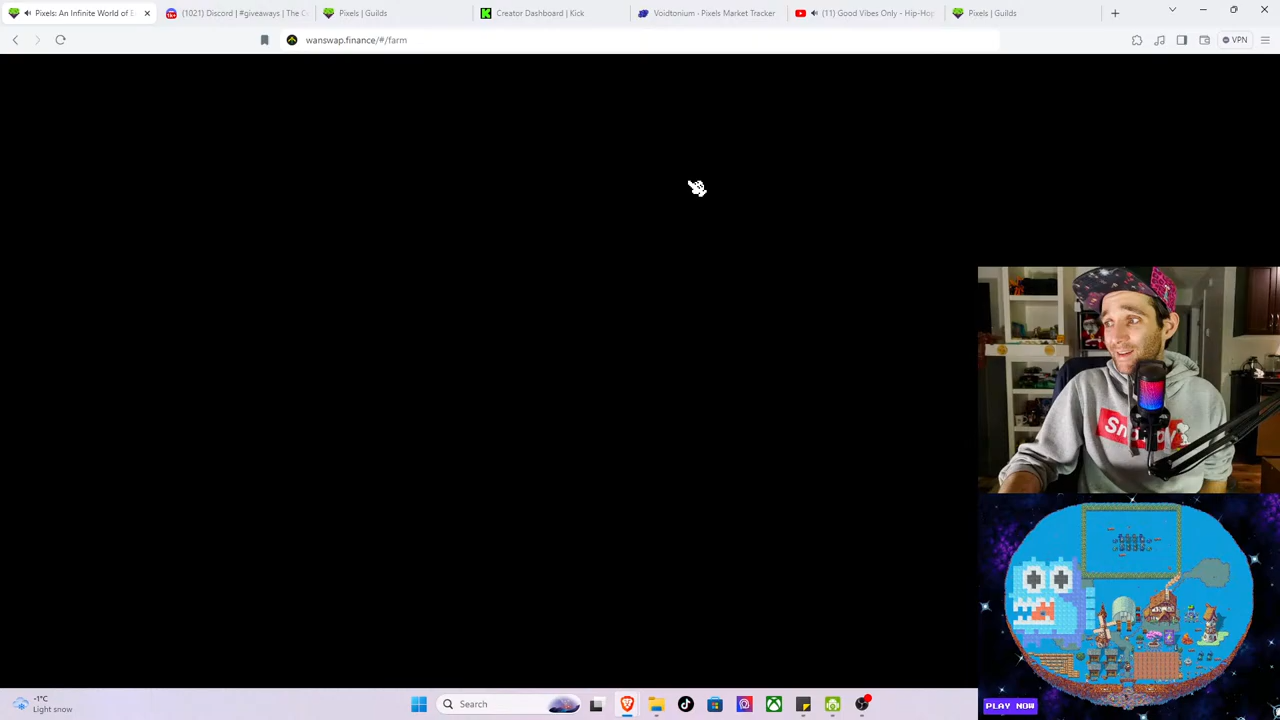 Pixels: An Infinite World of E
(1021) Discord | #giveaways | The C
Pixels | Guilds
Creator Dashboard | Kick
Voidtonium - Pixels Market Tracker
(11) Good Vibes Only - Hip-Hop
Pixels | Guilds
wanswap.finance/#/farm
VPN
PLAY NOW
-1°C
Light snow
Search